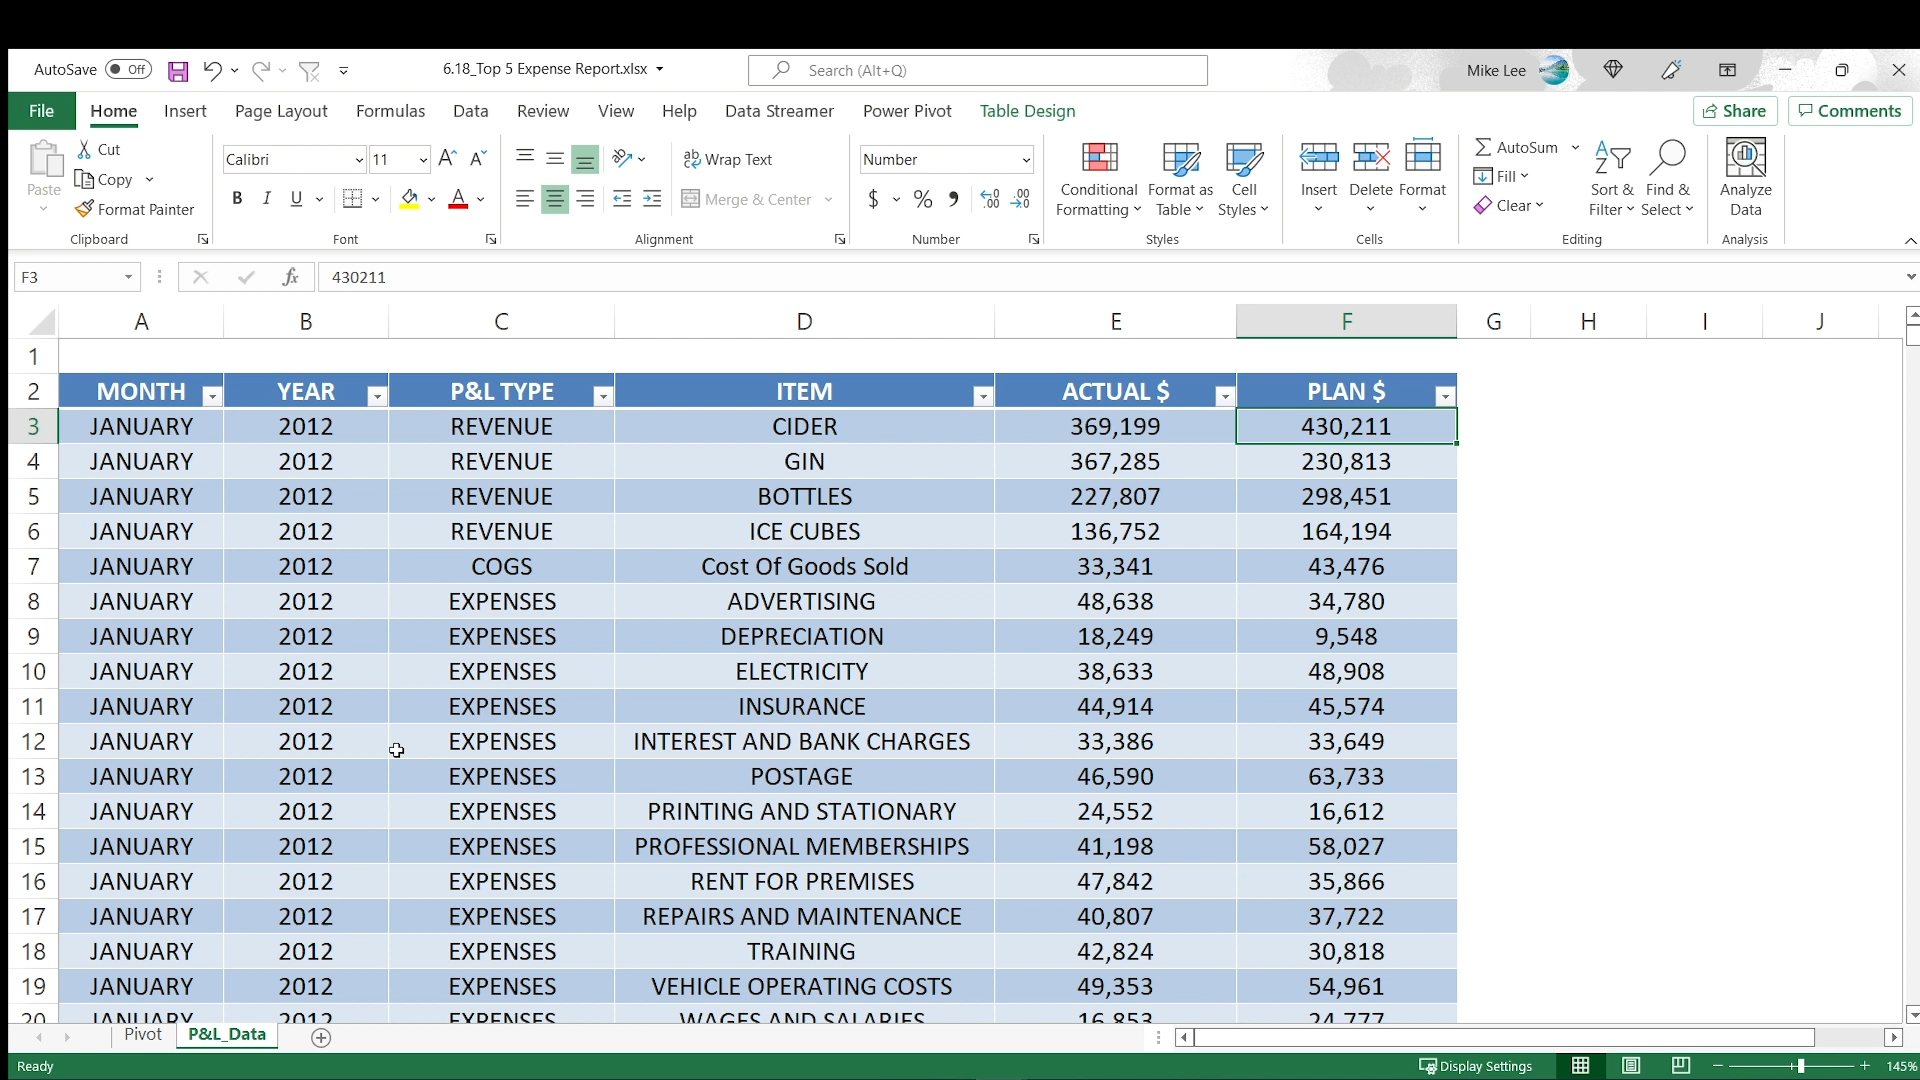 AutoSave Off 6.18_Top 5 Expense Report.xlsx Search (Alt+Q) Mike Lee
File Home Insert Page Layout Formulas Data Review View Help Data Streamer Power Pivot Table Design Share Comments
Paste Cut Copy Format Painter Clipboard
Calibri 11 B I U A Font
Wrap Text Merge & Center Alignment
Number $ % Number
Conditional Formatting Format as Table Cell Styles Styles
Insert Delete Format Cells
AutoSum Fill Clear Sort & Filter Find & Select Editing
Analyze Data Analysis
F3 fx 430211
A B C D E F G H I J
1
2 MONTH YEAR P&L TYPE ITEM ACTUAL $ PLAN $
3 JANUARY 2012 REVENUE CIDER 369,199 430,211
4 JANUARY 2012 REVENUE GIN 367,285 230,813
5 JANUARY 2012 REVENUE BOTTLES 227,807 298,451
6 JANUARY 2012 REVENUE ICE CUBES 136,752 164,194
7 JANUARY 2012 COGS Cost Of Goods Sold 33,341 43,476
8 JANUARY 2012 EXPENSES ADVERTISING 48,638 34,780
9 JANUARY 2012 EXPENSES DEPRECIATION 18,249 9,548
10 JANUARY 2012 EXPENSES ELECTRICITY 38,633 48,908
11 JANUARY 2012 EXPENSES INSURANCE 44,914 45,574
12 JANUARY 2012 EXPENSES INTEREST AND BANK CHARGES 33,386 33,649
13 JANUARY 2012 EXPENSES POSTAGE 46,590 63,733
14 JANUARY 2012 EXPENSES PRINTING AND STATIONARY 24,552 16,612
15 JANUARY 2012 EXPENSES PROFESSIONAL MEMBERSHIPS 41,198 58,027
16 JANUARY 2012 EXPENSES RENT FOR PREMISES 47,842 35,866
17 JANUARY 2012 EXPENSES REPAIRS AND MAINTENANCE 40,807 37,722
18 JANUARY 2012 EXPENSES TRAINING 42,824 30,818
19 JANUARY 2012 EXPENSES VEHICLE OPERATING COSTS 49,353 54,961
20 JANUARY 2012 EXPENSES WAGES AND SALARIES 16,853 24,777
Pivot P&L_Data
Ready Display Settings 145%